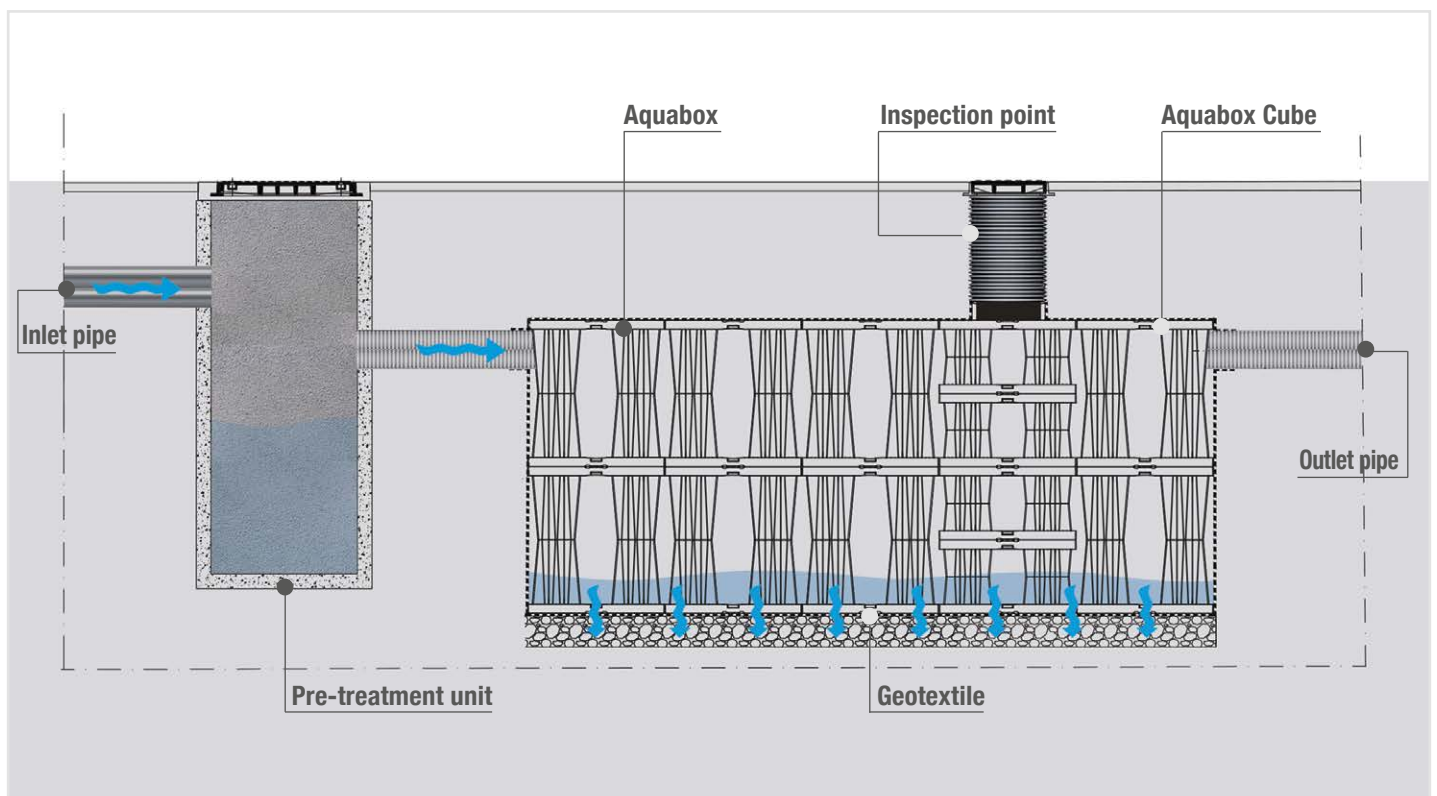 Aquabox
Inspection point
Aquabox Cube
Inlet pipe
Outlet pipe
Pre-treatment unit
Geotextile